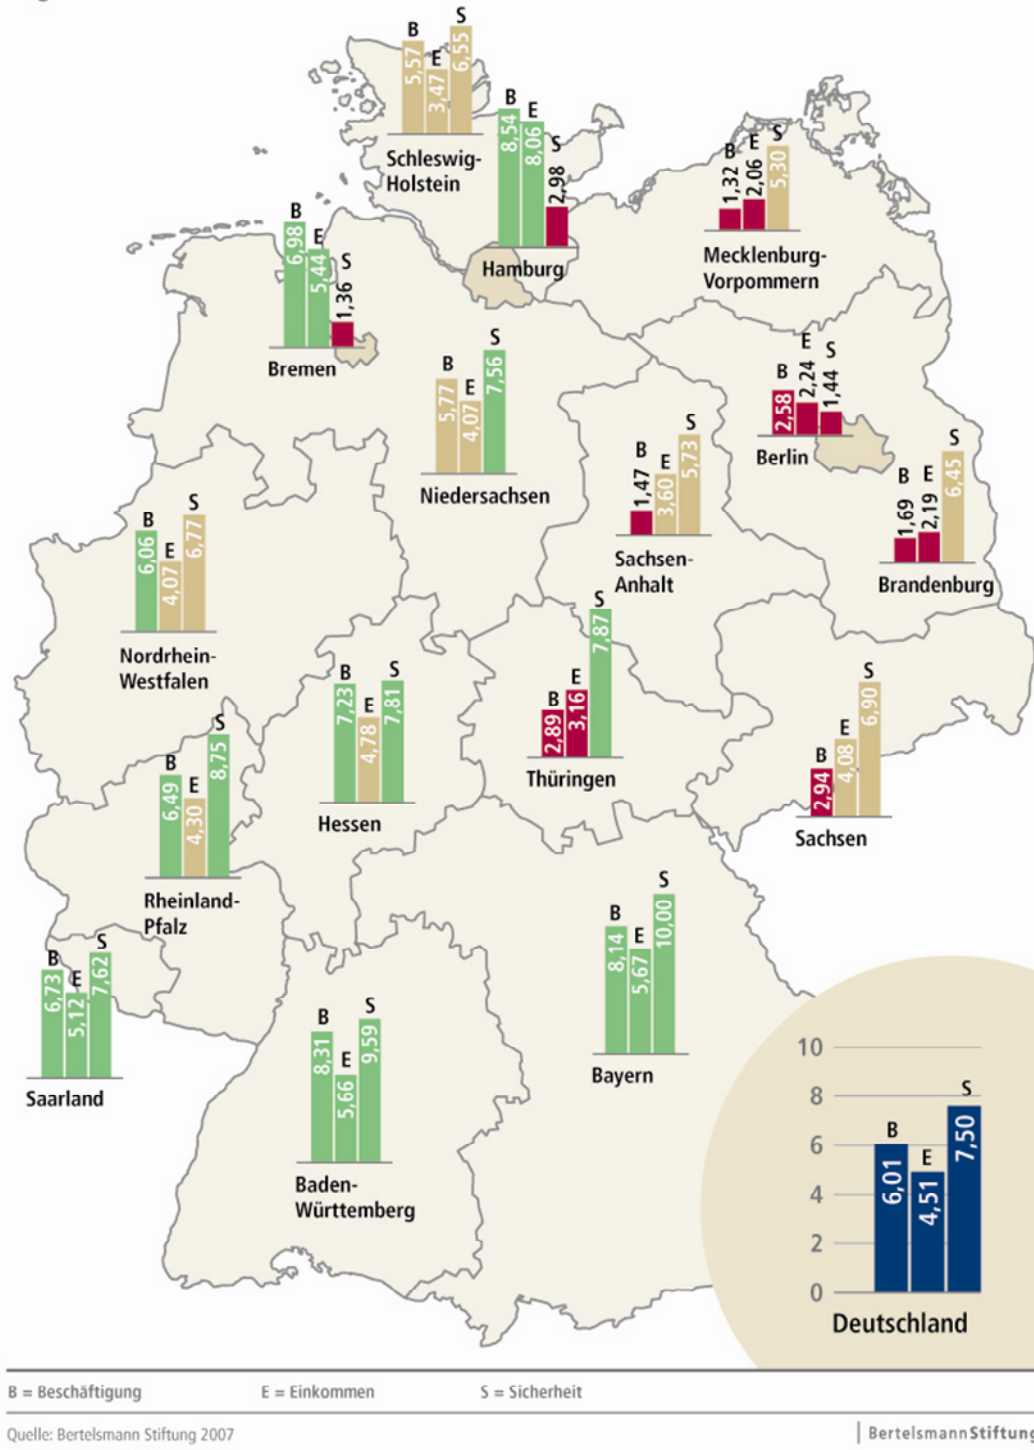 B E S
5,57 3,47 6,55
Schleswig-
Holstein
B E S
8,54 8,06 2,98
Hamburg
B E S
1,32 2,06 5,30
Mecklenburg-
Vorpommern
B E S
6,98 5,44 1,36
Bremen
B E S
5,77 4,07 7,56
Niedersachsen
B E S
2,58 2,24 1,44
Berlin
B E S
1,47 3,60 5,73
Sachsen-
Anhalt
B E S
1,69 2,19 6,45
Brandenburg
B E S
6,06 4,07 6,77
Nordrhein-
Westfalen
B E S
7,23 4,78 7,81
Hessen
B E S
2,89 3,16 7,87
Thüringen
B E S
2,94 4,08 6,90
Sachsen
B E S
6,49 4,30 8,75
Rheinland-
Pfalz
B E S
6,73 5,12 7,62
Saarland
B E S
8,31 5,66 9,59
Baden-
Württemberg
B E S
8,14 5,67 10,00
Bayern
10
8
6
4
2
0
B E S
6,01 4,51 7,50
Deutschland
B = Beschäftigung E = Einkommen S = Sicherheit
Quelle: Bertelsmann Stiftung 2007
BertelsmannStiftung